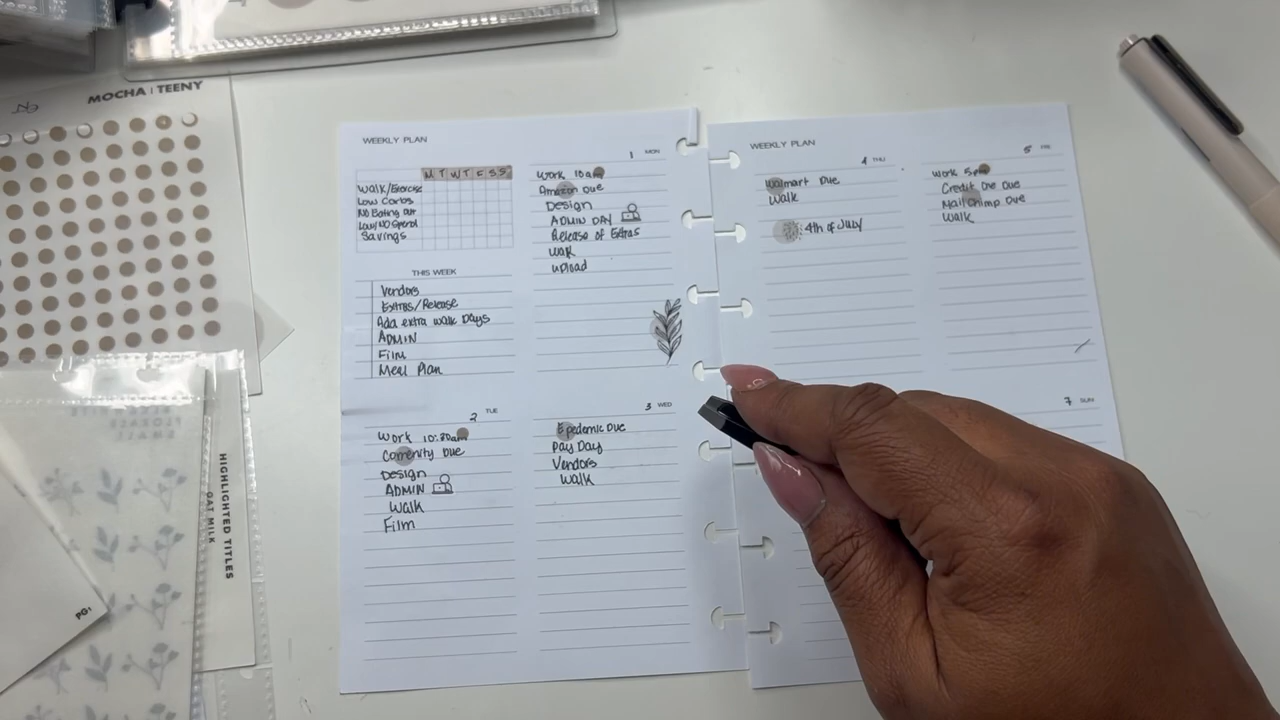 MOCHA | TEENY
WEEKLY PLAN
M T W T F S S
Walk/Exercise
Low Carbs
No Eating Out
Low/No Spend
Savings
THIS WEEK
Vendors
Extras/Release
Add extra walk Days
ADMIN
Film
Meal Plan
1 MON
Work 10am
Amazon Due
Design
ADMIN DAY
Release of Extras
Walk
upload
2 TUE
Work 10:30am
Comenity Due
Design
ADMIN
Walk
Film
3 WED
Epedemic Due
Pay Day
Vendors
Walk
WEEKLY PLAN
4 THU
Walmart Due
Walk
4th of July
5 FRI
Work 5pm
Credit One Due
MailChimp Due
Walk
7 SUN
HIGHLIGHTED TITLES
OAT MILK
PG1